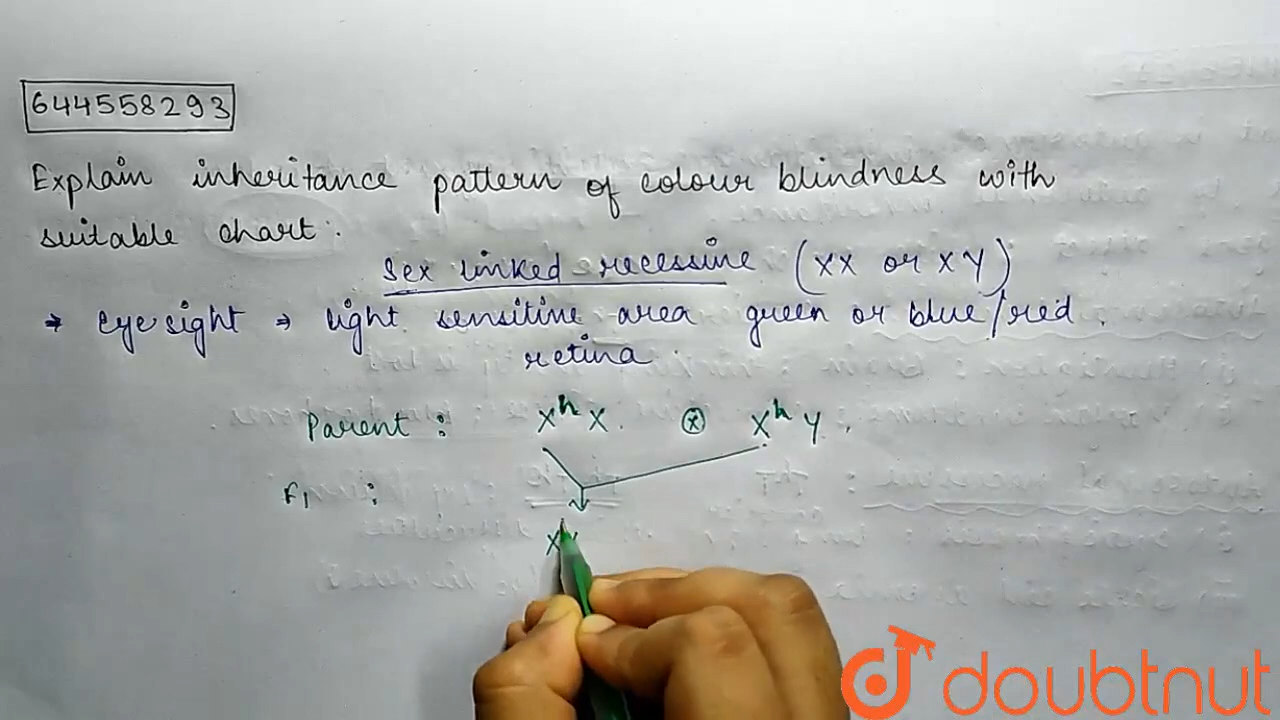 644558293
Explain inheritance pattern of colour blindness with
suitable chart.
Sex linked recessive (XX or XY)
→ eyesight → light sensitive area green or blue/red.
retina.
Parent : XʰX. ⊗ XʰY.
F₁ :
doubtnut